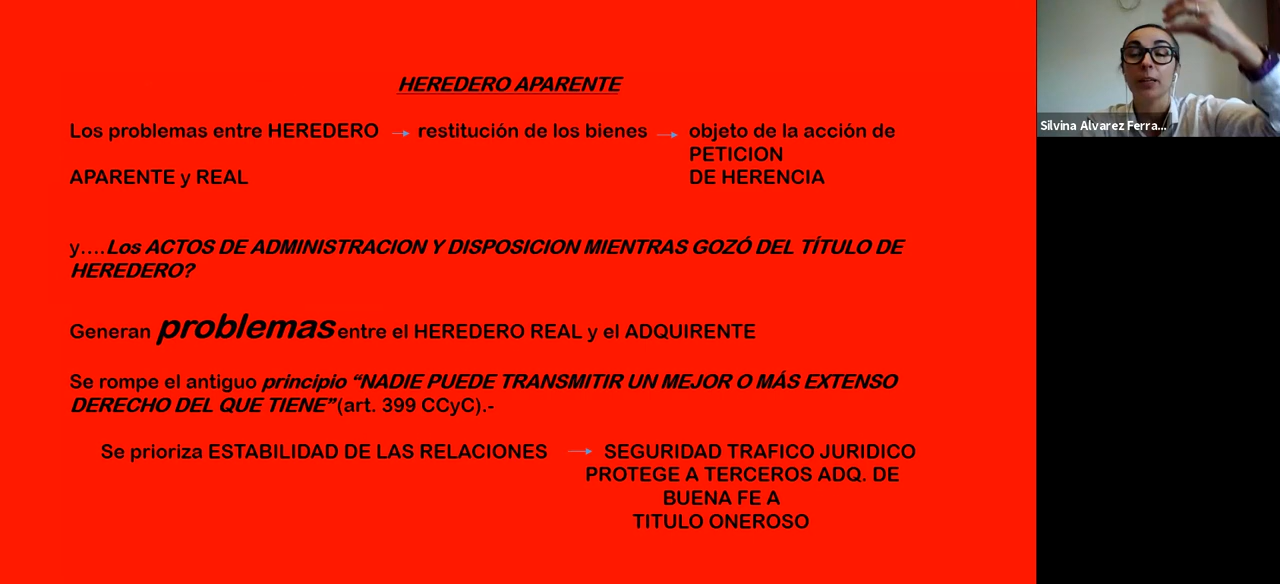 HEREDERO APARENTE
Los problemas entre HEREDERO restitución de los bienes objeto de la acción de
PETICION
APARENTE y REAL DE HERENCIA
y....Los ACTOS DE ADMINISTRACION Y DISPOSICION MIENTRAS GOZÓ DEL TÍTULO DE
HEREDERO?
Generan problemas entre el HEREDERO REAL y el ADQUIRENTE
Se rompe el antiguo principio “NADIE PUEDE TRANSMITIR UN MEJOR O MÁS EXTENSO
DERECHO DEL QUE TIENE”(art. 399 CCyC).-
Se prioriza ESTABILIDAD DE LAS RELACIONES SEGURIDAD TRAFICO JURIDICO
PROTEGE A TERCEROS ADQ. DE
BUENA FE A
TITULO ONEROSO
Silvina Alvarez Ferra...